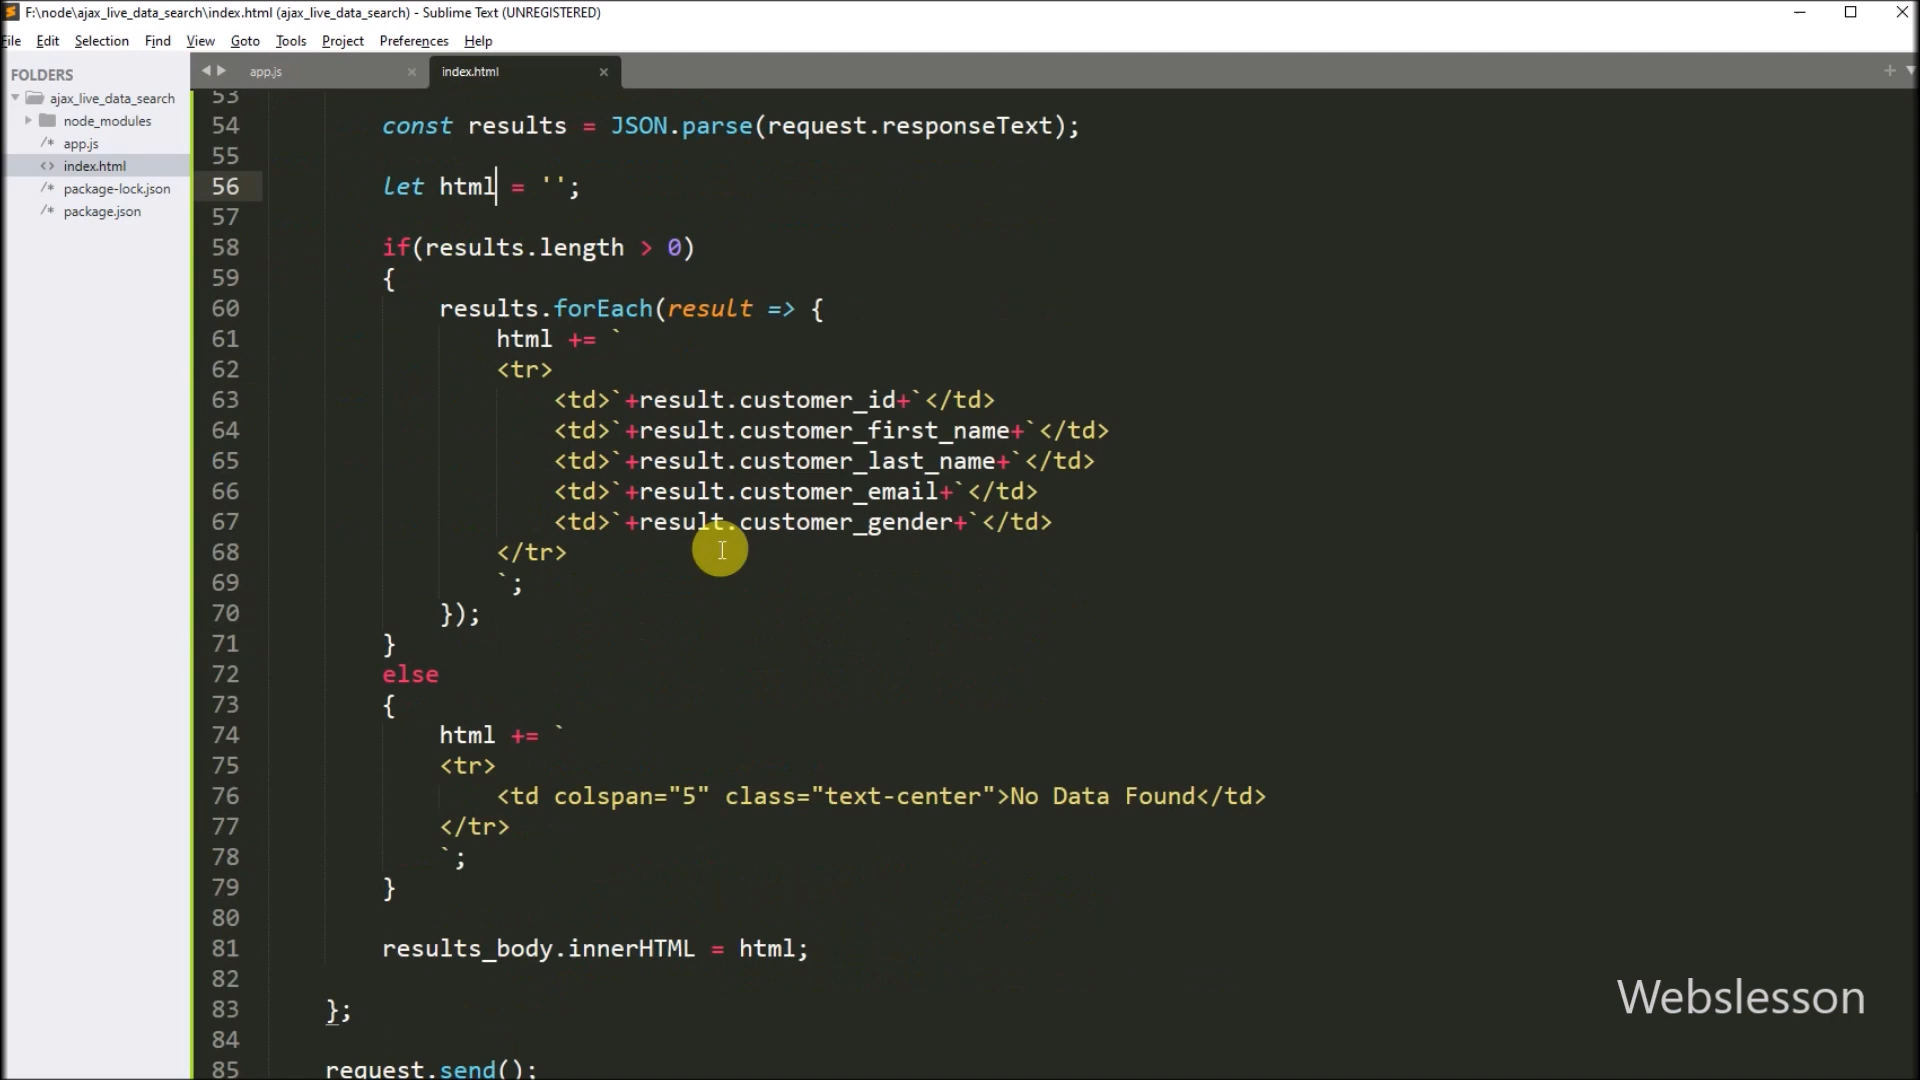 F:\node\ajax_live_data_search\index.html (ajax_live_data_search) - Sublime Text (UNREGISTERED)
File Edit Selection Find View Goto Tools Project Preferences Help
FOLDERS
ajax_live_data_search
node_modules
/* app.js
<> index.html
/* package-lock.json
/* package.json
app.js
index.html
53
54 const results = JSON.parse(request.responseText);
55
56 let html = '';
57
58 if(results.length > 0)
59 {
60 results.forEach(result => {
61 html += `
62 <tr>
63 <td>`+result.customer_id+`</td>
64 <td>`+result.customer_first_name+`</td>
65 <td>`+result.customer_last_name+`</td>
66 <td>`+result.customer_email+`</td>
67 <td>`+result.customer_gender+`</td>
68 </tr>
69 `;
70 });
71 }
72 else
73 {
74 html += `
75 <tr>
76 <td colspan="5" class="text-center">No Data Found</td>
77 </tr>
78 `;
79 }
80
81 results_body.innerHTML = html;
82
83 };
84
85 request.send();
Webslesson